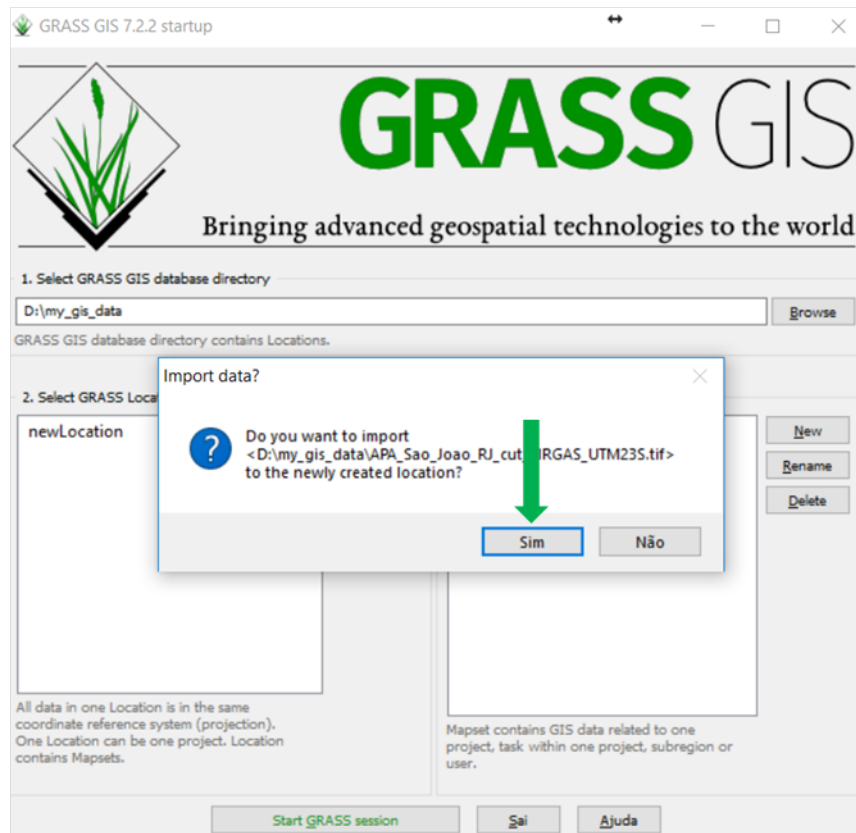 GRASS GIS 7.2.2 startup
GRASS GIS
Bringing advanced geospatial technologies to the world
1. Select GRASS GIS database directory
D:\my_gis_data
Browse
GRASS GIS database directory contains Locations.
Import data?
2. Select GRASS Loca
newLocation
Do you want to import
<D:\my_gis_data\APA_Sao_Joao_RJ_cut_ IRGAS_UTM23S.tif>
to the newly created location?
Sim
Não
New
Rename
Delete
All data in one Location is in the same
coordinate reference system (projection).
One Location can be one project. Location
contains Mapsets.
Mapset contains GIS data related to one
project, task within one project, subregion or
user.
Start GRASS session
Sai
Ajuda